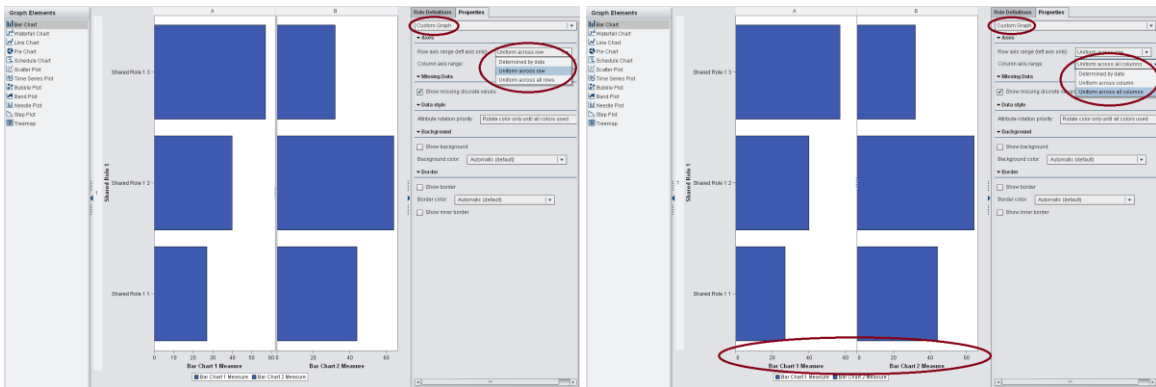 Graph Elements
Bar Chart
Waterfall Chart
Line Chart
Pie Chart
Schedule Chart
Scatter Plot
Time Series Plot
Bubble Plot
Band Plot
Needle Plot
Step Plot
Treemap
A B
Shared Role 1 3
Shared Role 1 2
Shared Role 1 1
1
Shared Role 1
0 10 20 30 40 50 60 0 20 40 60
Bar Chart 1 Measure Bar Chart 2 Measure
Bar Chart 1 Measure Bar Chart 2 Measure
Role Definitions Properties
Custom Graph
Axes
Row axis range (left axis only): Uniform across row
Determined by data
Column axis range: Uniform across row
Uniform across all rows
Missing Data
Show missing discrete values
Data style
Attribute rotation priority: Rotate color only until all colors used
Background
Show background
Background color: Automatic (default)
Border
Show border
Border color: Automatic (default)
Show inner border
Graph Elements
Bar Chart
Waterfall Chart
Line Chart
Pie Chart
Schedule Chart
Scatter Plot
Time Series Plot
Bubble Plot
Band Plot
Needle Plot
Step Plot
Treemap
A B
Shared Role 1 3
Shared Role 1 2
Shared Role 1 1
1
Shared Role 1
0 20 40 60 0 20 40 60
Bar Chart 1 Measure Bar Chart 2 Measure
Bar Chart 1 Measure Bar Chart 2 Measure
Role Definitions Properties
Custom Graph
Axes
Row axis range (left axis only): Uniform across row
Column axis range: Uniform across all columns
Determined by data
Missing Data
Uniform across column
Show missing discrete values Uniform across all columns
Data style
Attribute rotation priority: Rotate color only until all colors used
Background
Show background
Background color: Automatic (default)
Border
Show border
Border color: Automatic (default)
Show inner border